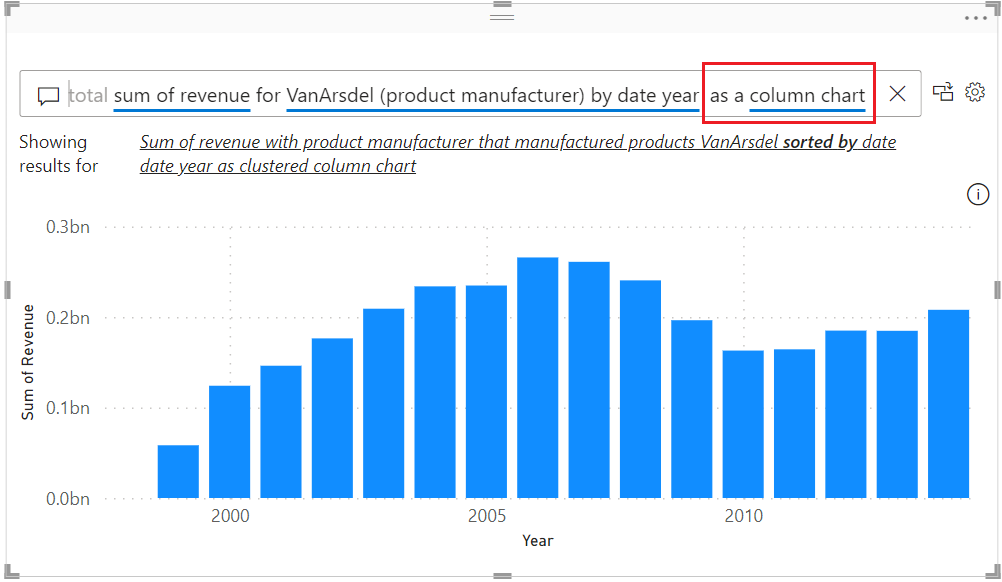 total sum of revenue for VanArsdel (product manufacturer) by date year as a column chart
Showing results for
Sum of revenue with product manufacturer that manufactured products VanArsdel sorted by date
date year as clustered column chart
0.3bn
0.2bn
0.1bn
0.0bn
Sum of Revenue
2000 2005 2010
Year